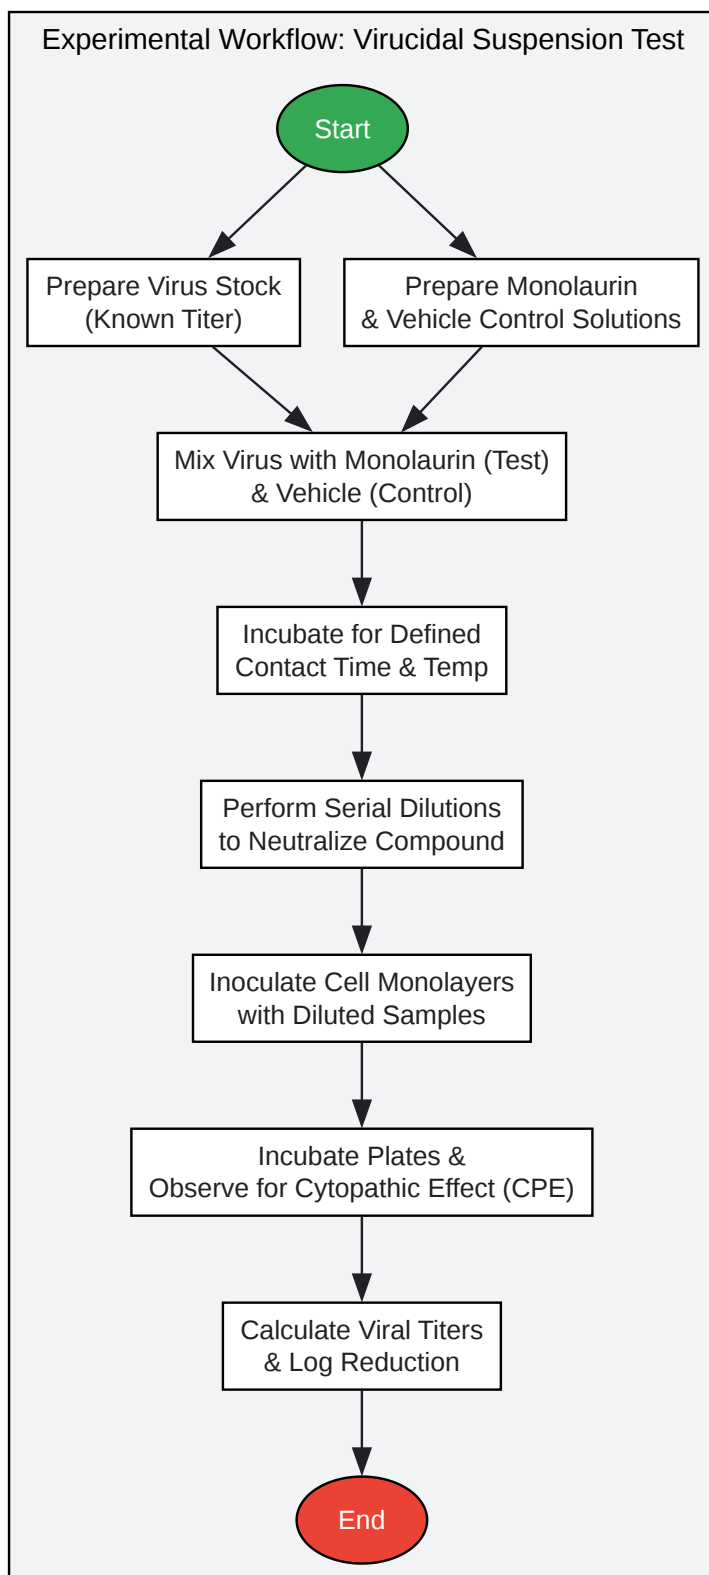 Experimental Workflow: Virucidal Suspension Test
Start
Prepare Virus Stock
(Known Titer)
Prepare Monolaurin
& Vehicle Control Solutions
Mix Virus with Monolaurin (Test)
& Vehicle (Control)
Incubate for Defined
Contact Time & Temp
Perform Serial Dilutions
to Neutralize Compound
Inoculate Cell Monolayers
with Diluted Samples
Incubate Plates &
Observe for Cytopathic Effect (CPE)
Calculate Viral Titers
& Log Reduction
End